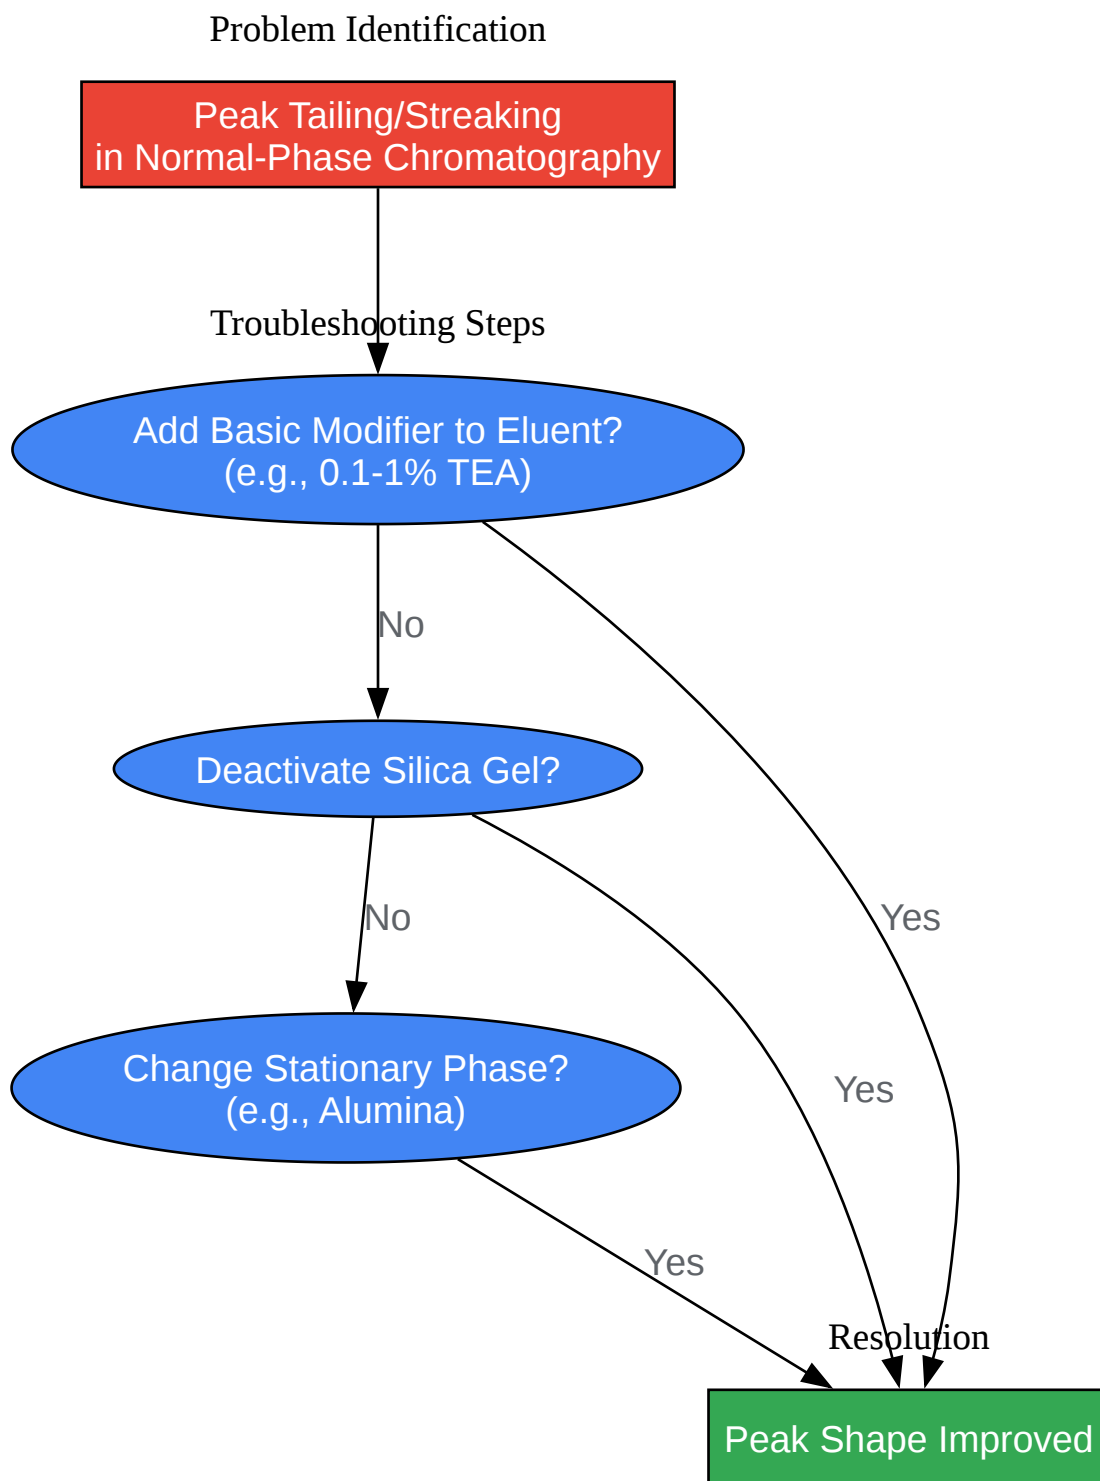 Problem Identification
Peak Tailing/Streaking
in Normal-Phase Chromatography
Troubleshooting Steps
Add Basic Modifier to Eluent?
(e.g., 0.1-1% TEA)
No
Deactivate Silica Gel?
No
Yes
Change Stationary Phase?
(e.g., Alumina)
Yes
Yes
Resolution
Peak Shape Improved